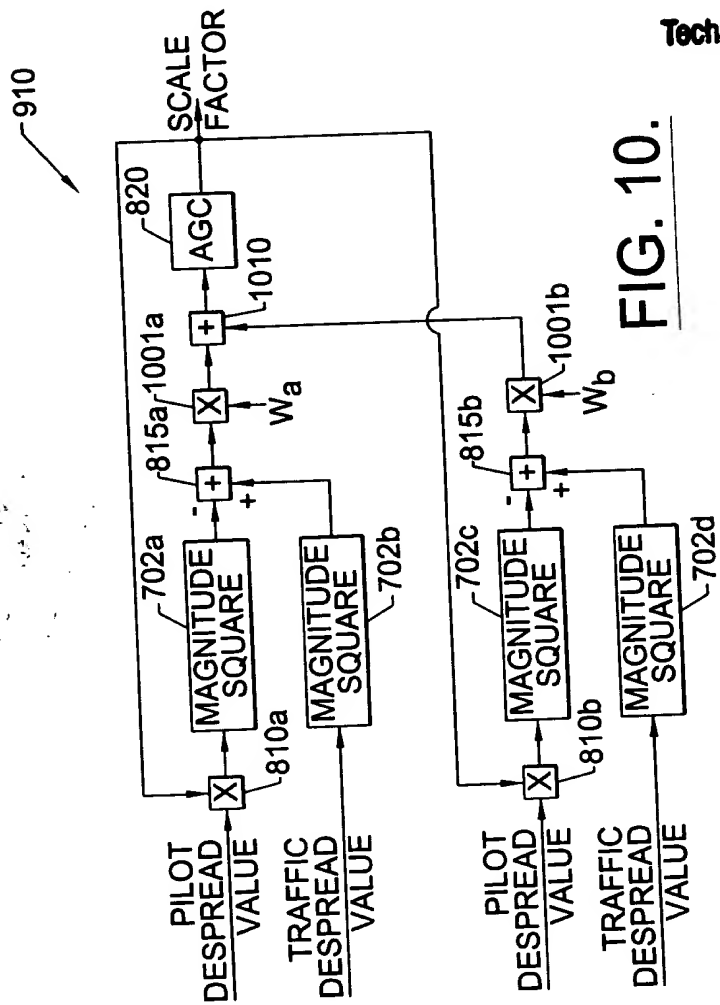 Tech
910
SCALE
FACTOR
820
AGC
1010
+
1001a
X
Wa
815a
+
-
+
702a
MAGNITUDE
SQUARE
702b
MAGNITUDE
SQUARE
810a
X
PILOT
DESPREAD
VALUE
TRAFFIC
DESPREAD
VALUE
1001b
X
Wb
815b
+
-
+
702c
MAGNITUDE
SQUARE
702d
MAGNITUDE
SQUARE
810b
X
PILOT
DESPREAD
VALUE
TRAFFIC
DESPREAD
VALUE
FIG. 10.